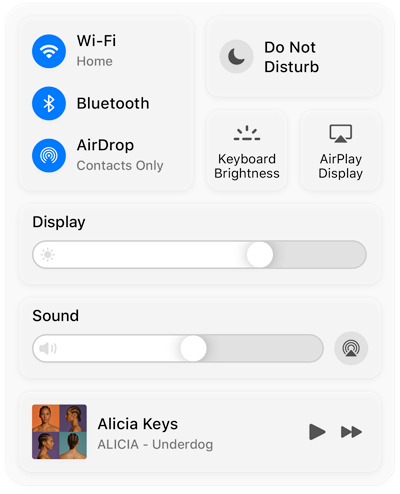 Wi-Fi
Home
Bluetooth
AirDrop
Contacts Only
Do Not
Disturb
Keyboard
Brightness
AirPlay
Display
Display
Sound
Alicia Keys
ALICIA - Underdog